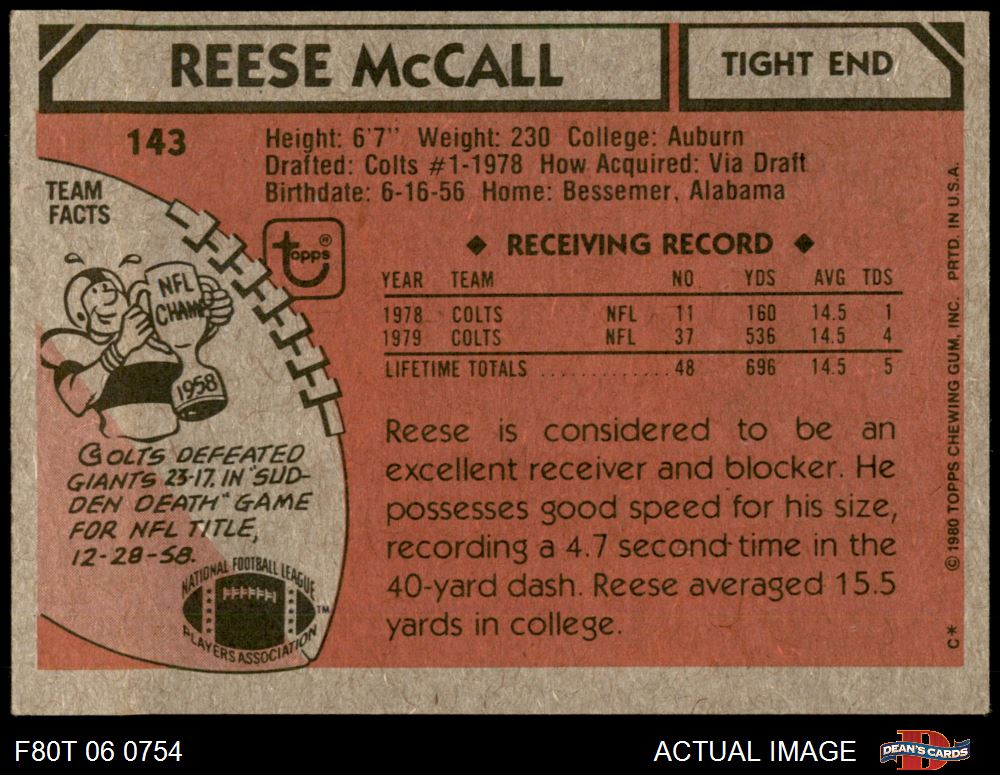 REESE McCALL
TIGHT END
143
Height: 6'7" Weight: 230 College: Auburn
Drafted: Colts #1-1978 How Acquired: Via Draft
Birthdate: 6-16-56 Home: Bessemer, Alabama
TEAM
FACTS
topps®
NFL
CHAMPS
1958
COLTS DEFEATED
GIANTS 23-17. IN "SUD-
DEN DEATH" GAME
FOR NFL TITLE,
12-28-58.
NATIONAL FOOTBALL LEAGUE
PLAYERS ASSOCIATION
TM
◆ RECEIVING RECORD ◆
YEAR TEAM NO YDS AVG TDS
1978 COLTS NFL 11 160 14.5 1
1979 COLTS NFL 37 536 14.5 4
LIFETIME TOTALS ............ 48 696 14.5 5
Reese is considered to be an
excellent receiver and blocker. He
possesses good speed for his size,
recording a 4.7 second time in the
40-yard dash. Reese averaged 15.5
yards in college.
C* © 1980 TOPPS CHEWING GUM, INC. PRTD. IN U.S.A.
F80T 06 0754
ACTUAL IMAGE
D
DEAN'S CARDS